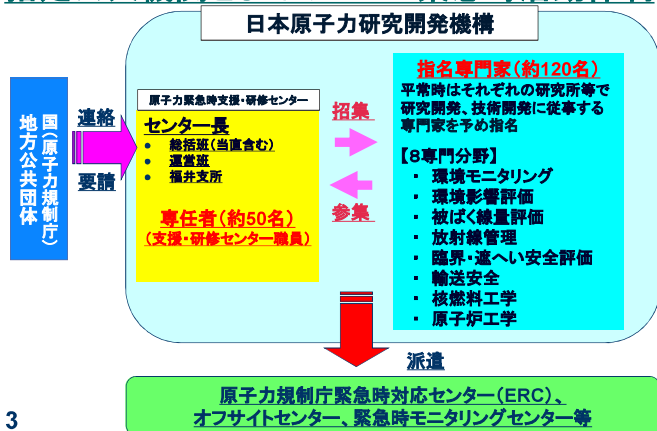 日本原子力研究開発機構
国(原子力規制庁)
地方公共団体
連絡
要請
原子力緊急時支援・研修センター
センター長
• 総括班(当直含む)
• 運営班
• 福井支所
専任者(約50名)
(支援・研修センター職員)
招集
参集
指名専門家(約120名)
平常時はそれぞれの研究所等で
研究開発、技術開発に従事する
専門家を予め指名
【8専門分野】
・ 環境モニタリング
・ 環境影響評価
・ 被ばく線量評価
・ 放射線管理
・ 臨界・遮へい安全評価
・ 輸送安全
・ 核燃料工学
・ 原子炉工学
派遣
原子力規制庁緊急時対応センター(ERC)、
オフサイトセンター、緊急時モニタリングセンター等
3